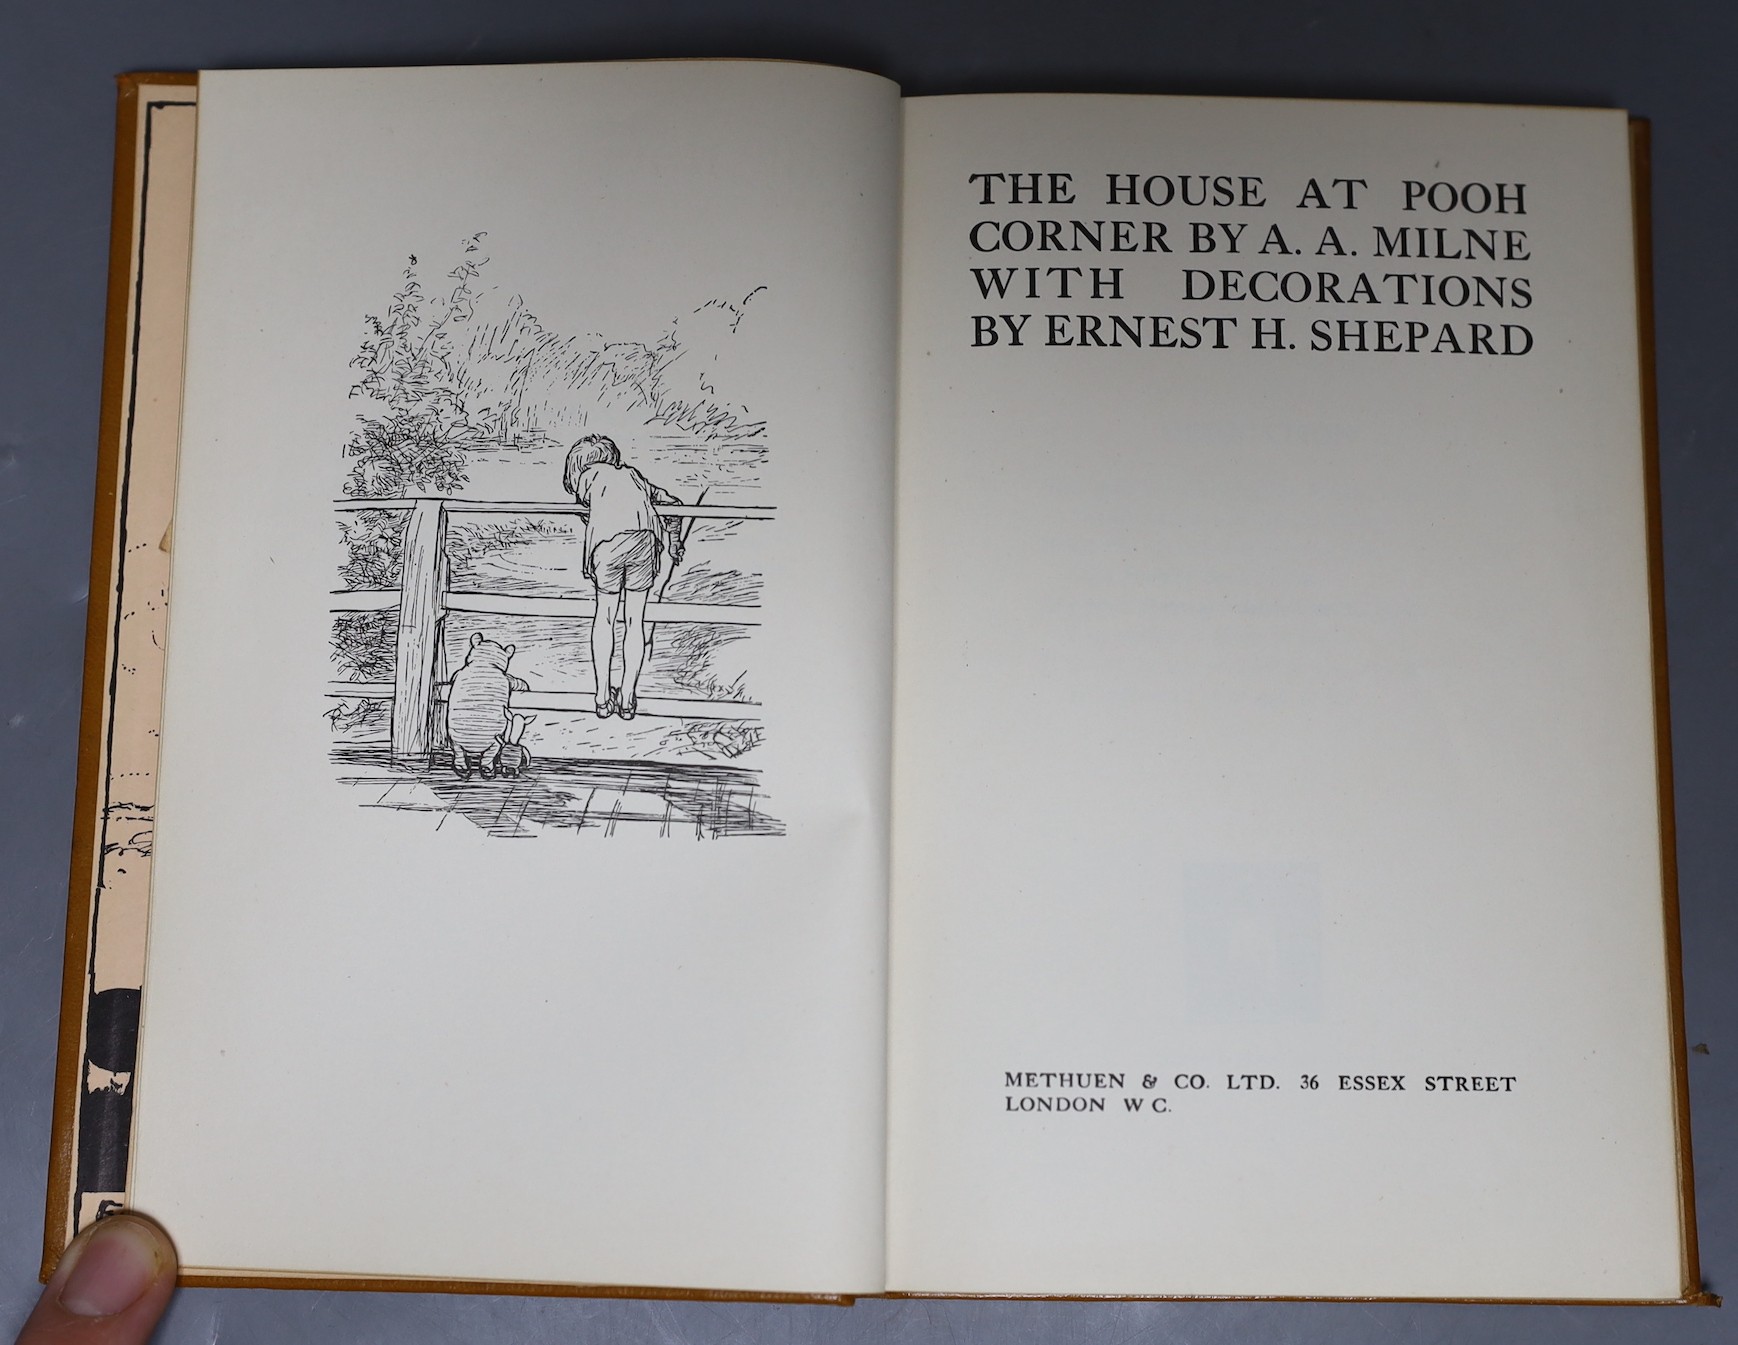 THE HOUSE AT POOH
CORNER BY A. A. MILNE
WITH DECORATIONS
BY ERNEST H. SHEPARD
METHUEN & CO. LTD. 36 ESSEX STREET
LONDON W C.